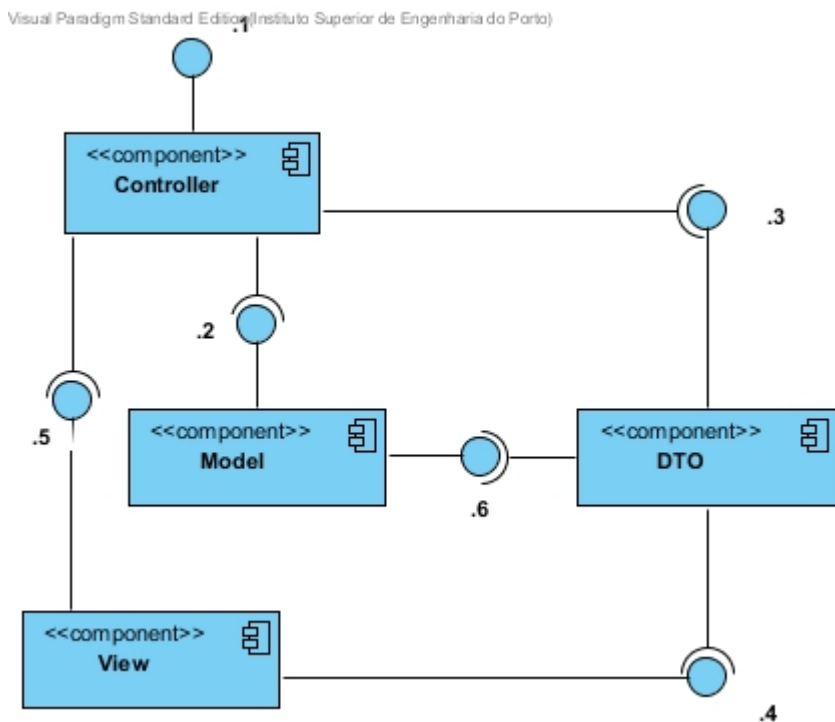 Visual Paradigm Standard Edition(Instituto Superior de Engenharia do Porto)
.1
<<component>>
Controller
.3
.2
.5
<<component>>
Model
<<component>>
DTO
.6
<<component>>
View
.4